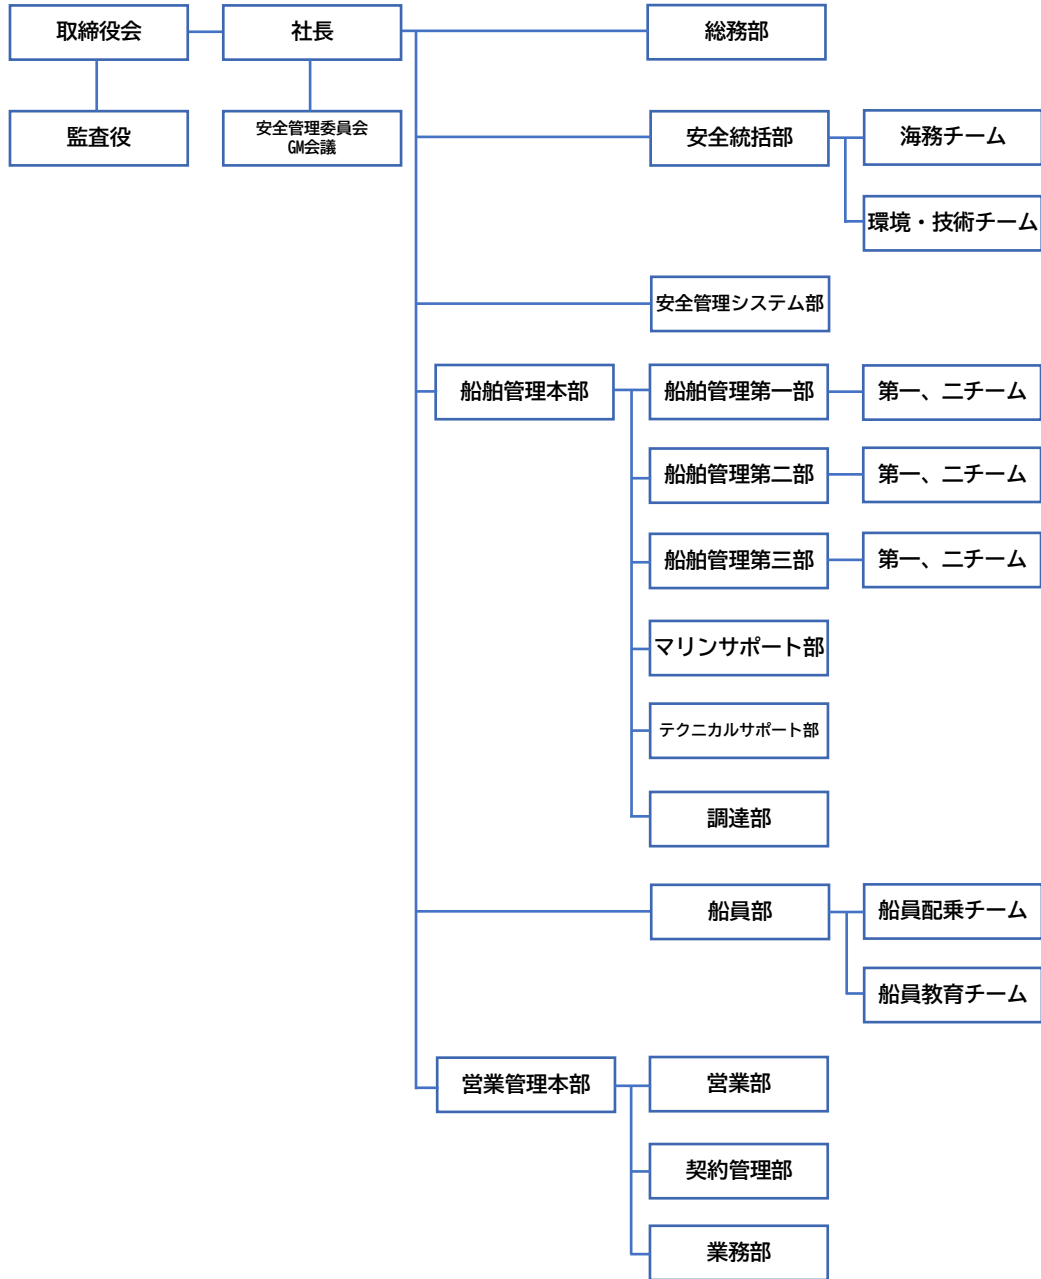 取締役会
社長
総務部
監査役
安全管理委員会
GM会議
安全統括部
海務チーム
環境・技術チーム
安全管理システム部
船舶管理本部
船舶管理第一部
第一、二チーム
船舶管理第二部
第一、二チーム
船舶管理第三部
第一、二チーム
マリンサポート部
テクニカルサポート部
調達部
船員部
船員配乗チーム
船員教育チーム
営業管理本部
営業部
契約管理部
業務部